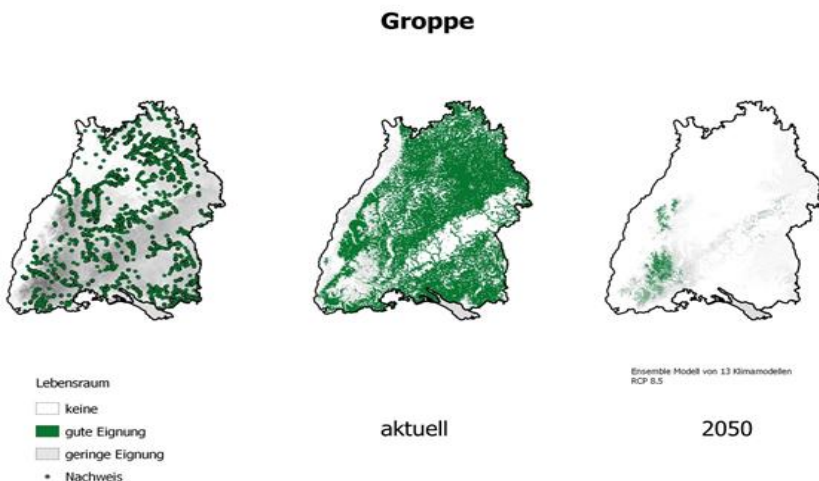 Groppe
Lebensraum
keine
gute Eignung
geringe Eignung
Nachweis
aktuell
Ensemble Modell von 13 Klimamodellen
RCP 8.5
2050